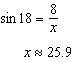 sin 18 = 8/x
x ≈ 25.9